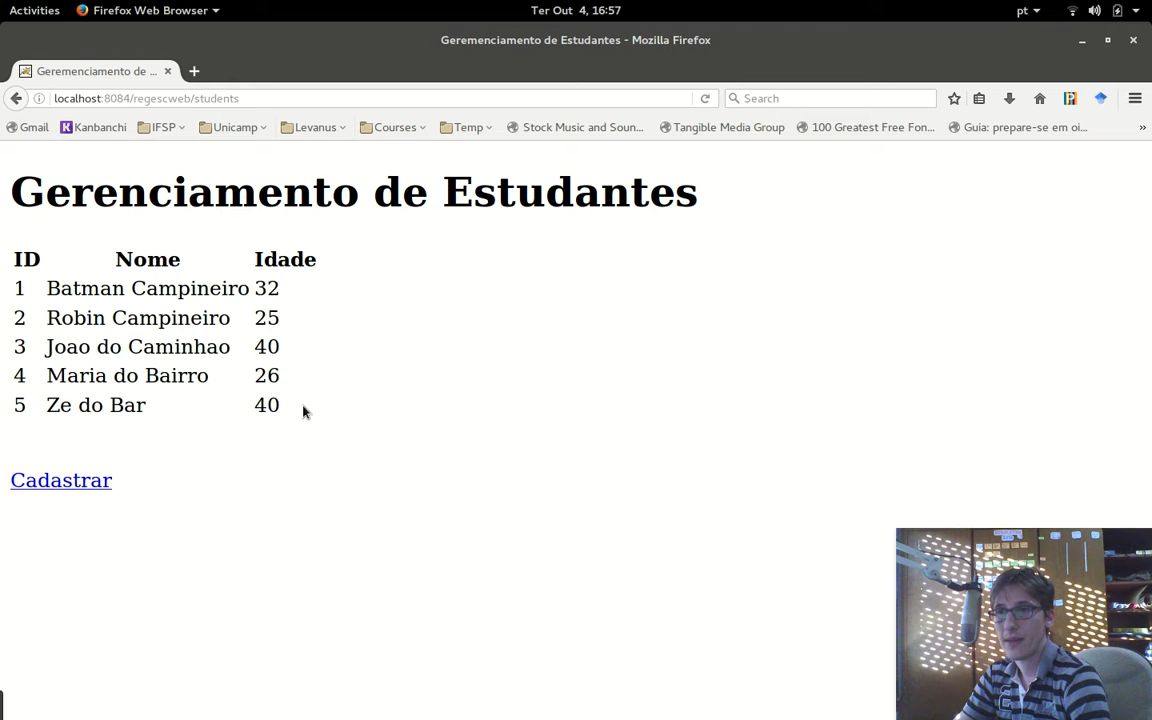 Activities Firefox Web Browser Ter Out 4, 16:57 pt
Geremenciamento de Estudantes - Mozilla Firefox
Geremenciamento de ...
localhost:8084/regescweb/students Search
Gmail Kanbanchi IFSP Unicamp Levanus Courses Temp Stock Music and Soun... Tangible Media Group 100 Greatest Free Fon... Guia: prepare-se em oi... »
Gerenciamento de Estudantes
ID Nome Idade
1 Batman Campineiro 32
2 Robin Campineiro 25
3 Joao do Caminhao 40
4 Maria do Bairro 26
5 Ze do Bar 40
Cadastrar